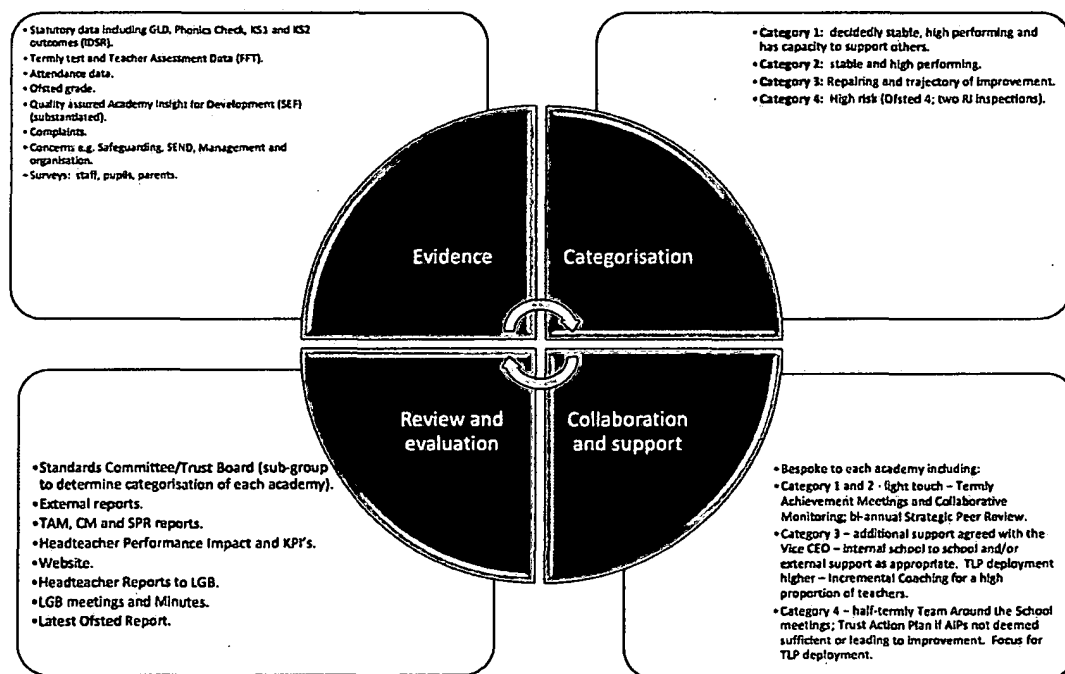 •Statutory data including GLD, Phonics Check, KS1 and KS2
outcomes (IDSR).
•Termly test and Teacher Assessment Data (FFT).
•Attendance data.
•Ofsted grade.
•Quality assured Academy Insight for Development (SEF)
(substantiated).
•Complaints.
•Concerns e.g. Safeguarding, SEND, Management and
organisation.
•Surveys: staff, pupils, parents.
•Category 1: decidedly stable, high performing and
has capacity to support others.
•Category 2: stable and high performing.
•Category 3: Repairing and trajectory of improvement.
•Category 4: High risk (Ofsted 4; two RI inspections).
Evidence
Categorisation
Review and
evaluation
Collaboration
and support
•Standards Committee/Trust Board (sub-group
to determine categorisation of each academy).
•External reports.
•TAM, CM and SPR reports.
•Headteacher Performance Impact and KPI's.
•Website.
•Headteacher Reports to LGB.
•LGB meetings and Minutes.
•Latest Ofsted Report.
•Bespoke to each academy including:
•Category 1 and 2 - light touch – Termly
Achievement Meetings and Collaborative
Monitoring; bi-annual Strategic Peer Review.
•Category 3 – additional support agreed with the
Vice CEO – internal school to school and/or
external support as appropriate. TLP deployment
higher – Incremental Coaching for a high
proportion of teachers.
•Category 4 – half-termly Team Around the School
meetings; Trust Action Plan if AIPs not deemed
sufficient or leading to improvement. Focus for
TLP deployment.